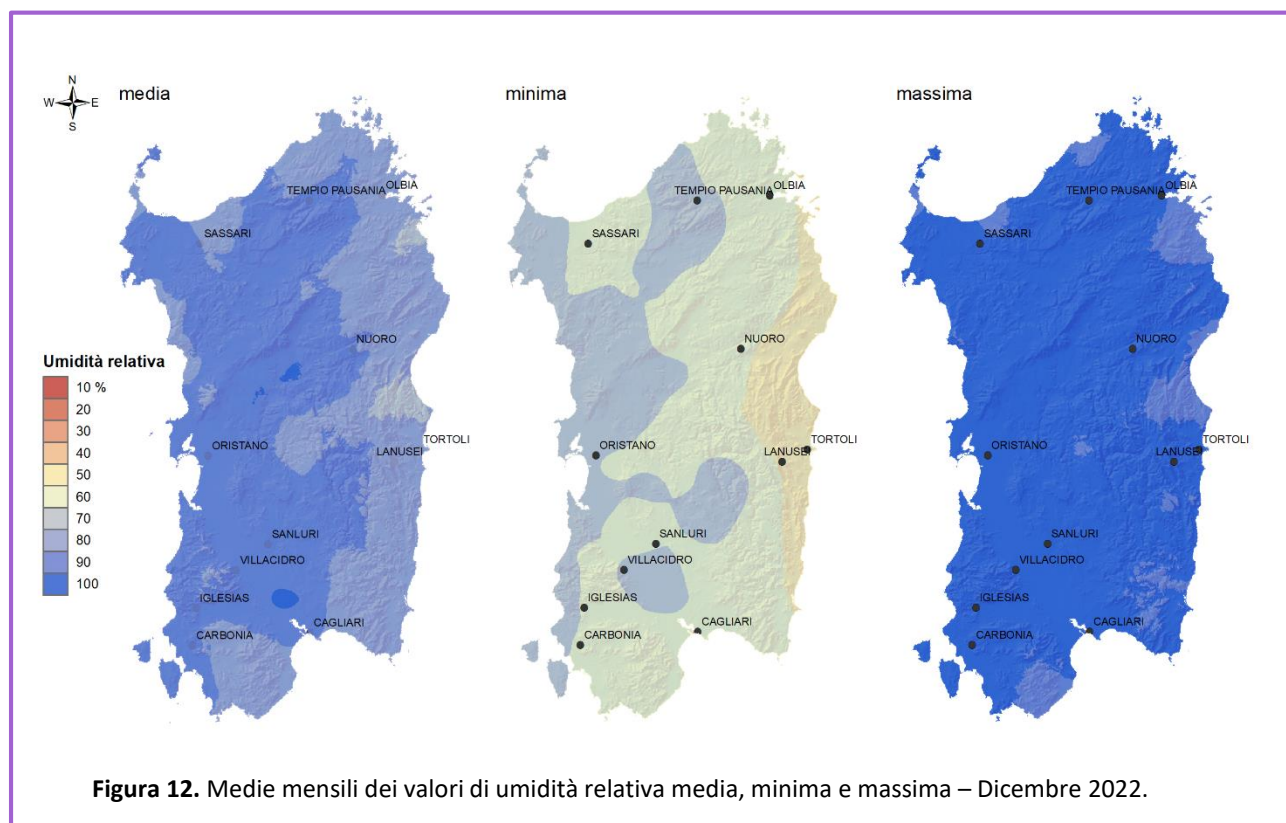 N
W E
S
media
minima
massima
TEMPIO PAUSANIA
OLBIA
SASSARI
NUORO
ORISTANO
TORTOLI
LANUSEI
SANLURI
VILLACIDRO
IGLESIAS
CARBONIA
CAGLIARI
TEMPIO PAUSANIA
OLBIA
SASSARI
NUORO
ORISTANO
TORTOLI
LANUSEI
SANLURI
VILLACIDRO
IGLESIAS
CARBONIA
CAGLIARI
TEMPIO PAUSANIA
OLBIA
SASSARI
NUORO
ORISTANO
TORTOLI
LANUSEI
SANLURI
VILLACIDRO
IGLESIAS
CARBONIA
CAGLIARI
Umidità relativa
10 %
20
30
40
50
60
70
80
90
100
Figura 12. Medie mensili dei valori di umidità relativa media, minima e massima – Dicembre 2022.